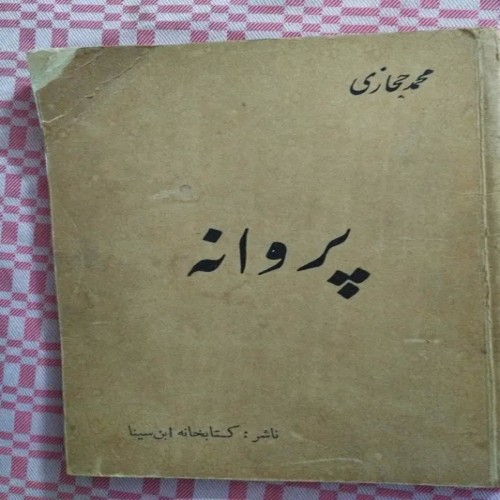 محمد حجازی
پروانه
ناشر : کتابخانه ابن سینا